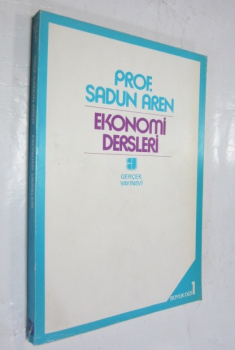 PROF.
SADUN AREN
EKONOMİ
DERSLERİ
GERÇEK
YAYINEVİ
1